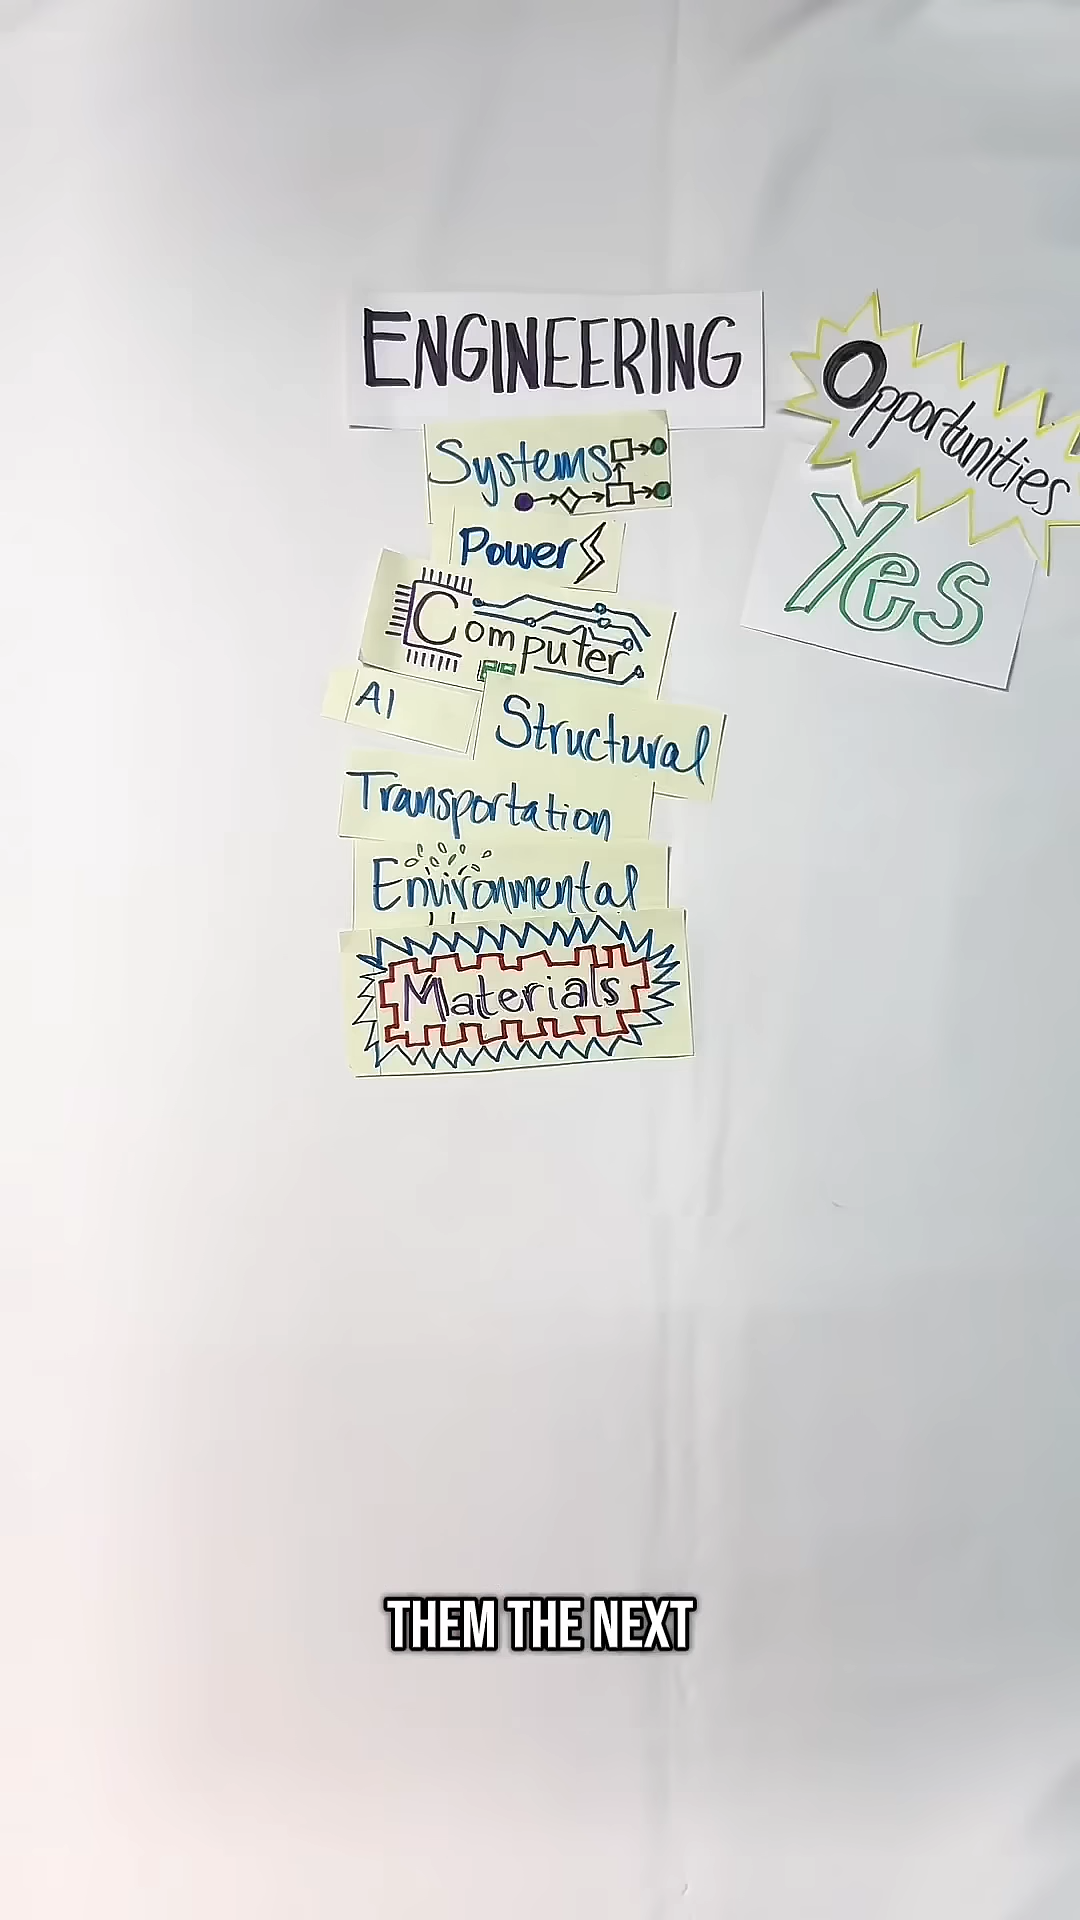 ENGINEERING
Opportunities
Yes
Systems
Power
Computer
AI
Structural
Transportation
Environmental
Materials
THEM THE NEXT